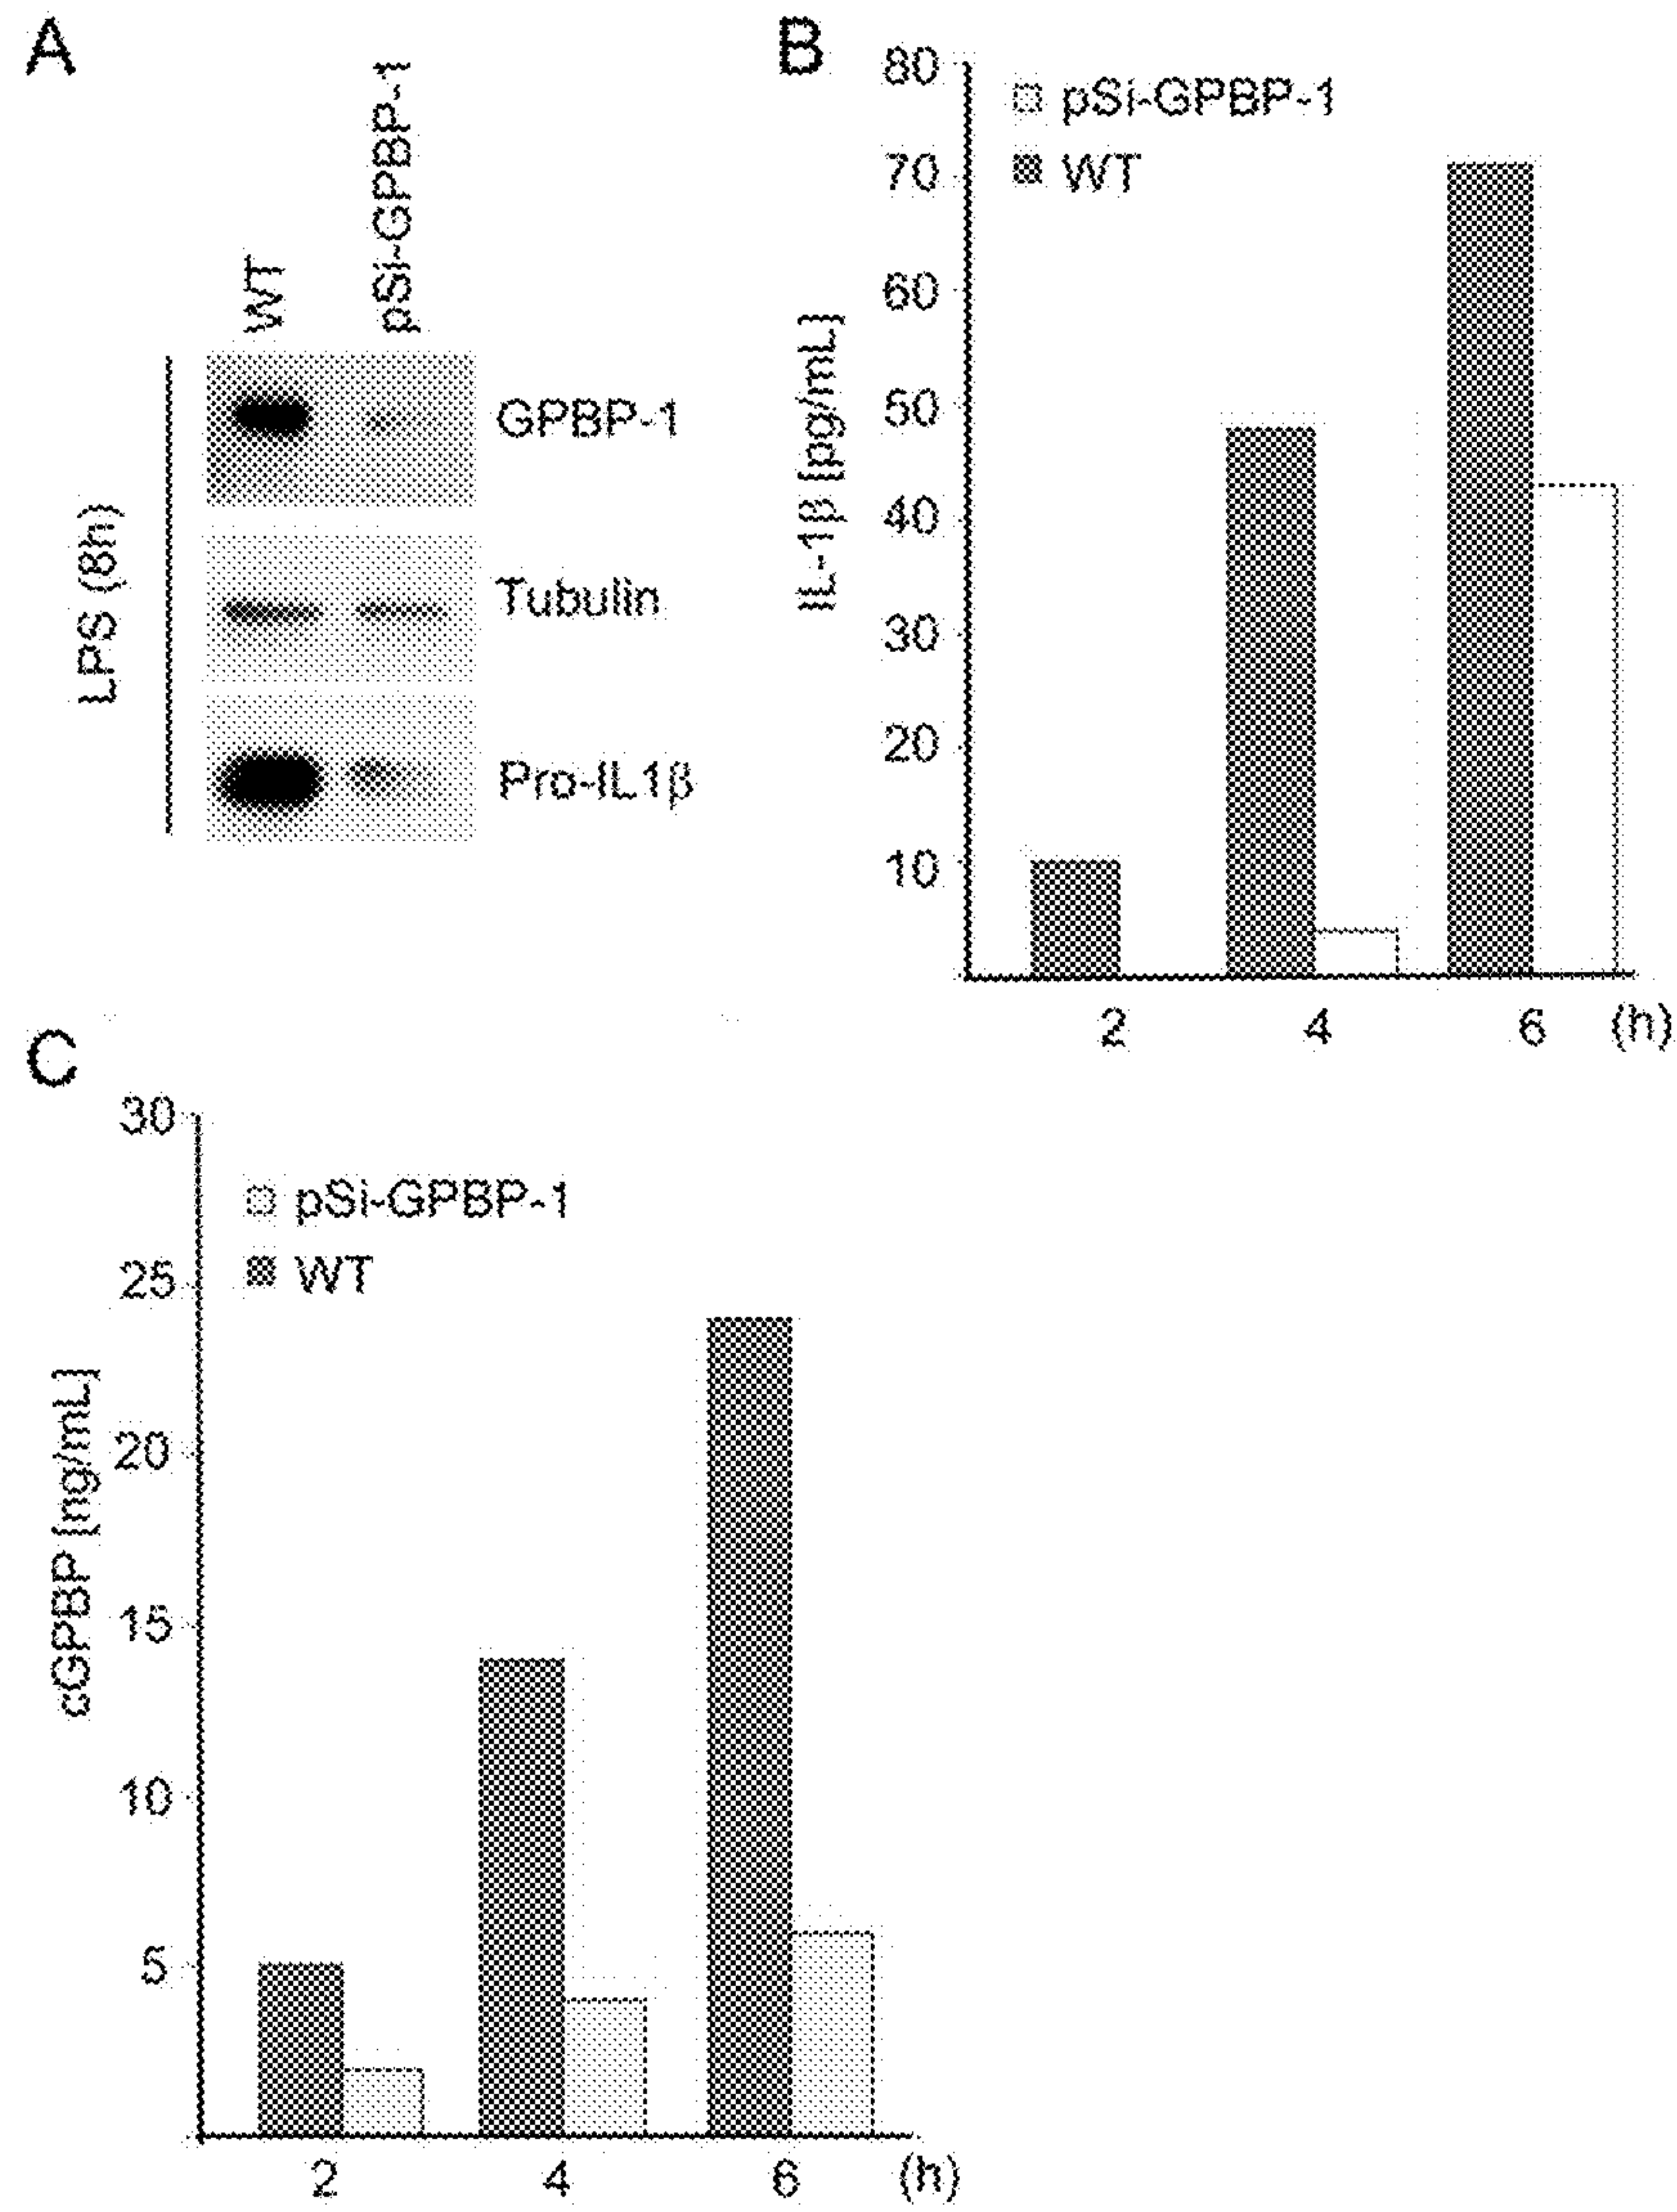 A
WT
pSi-GPBP-1
LPS (8h)
GPBP-1
Tubulin
Pro-IL1β
B
80
70
60
50
40
30
20
10
IL-1β [pg/mL]
pSi-GPBP-1
WT
2 4 6 (h)
C
30
25
20
15
10
5
cGPBP [ng/mL]
pSi-GPBP-1
WT
2 4 6 (h)